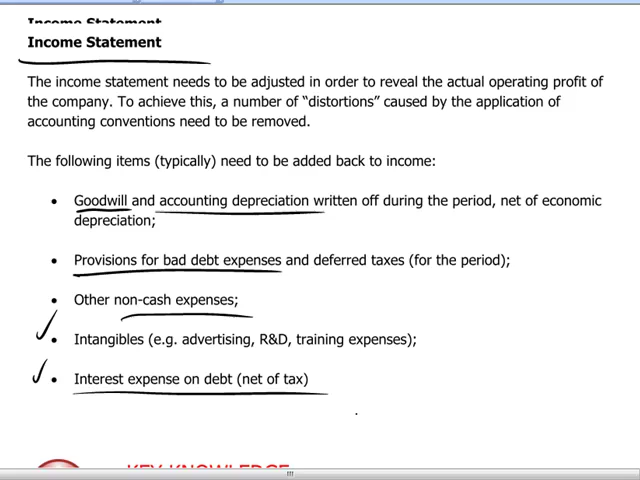 Income Statement
Income Statement
The income statement needs to be adjusted in order to reveal the actual operating profit of
the company. To achieve this, a number of “distortions” caused by the application of
accounting conventions need to be removed.
The following items (typically) need to be added back to income:
• Goodwill and accounting depreciation written off during the period, net of economic
depreciation;
• Provisions for bad debt expenses and deferred taxes (for the period);
• Other non-cash expenses;
• Intangibles (e.g. advertising, R&D, training expenses);
• Interest expense on debt (net of tax)
KEY KNOWLEDGE